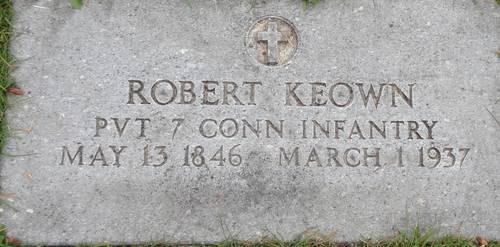 ROBERT KEOWN
PVT 7 CONN INFANTRY
MAY 13 1846 MARCH 1 1937